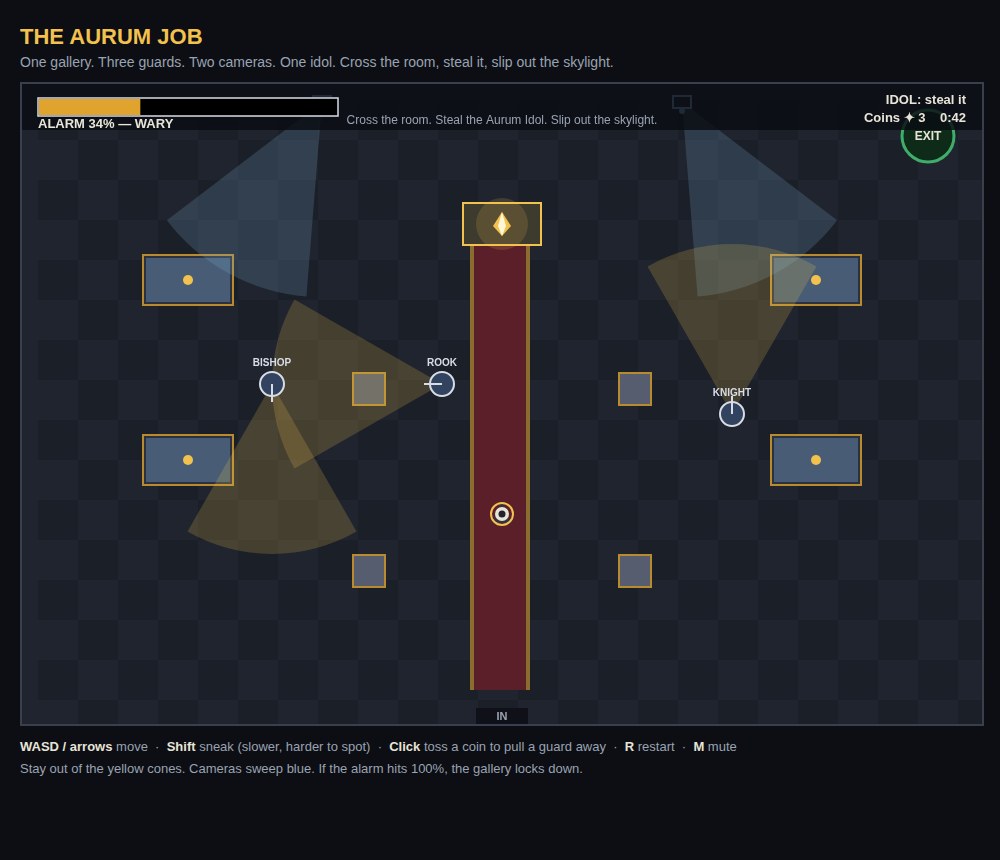 THE AURUM JOB
One gallery. Three guards. Two cameras. One idol. Cross the room, steal it, slip out the skylight.
IDOL: steal it
ALARM 34% — WARY
Cross the room. Steal the Aurum Idol. Slip out the skylight.
Coins ✦ 3 0:42
EXIT
BISHOP
ROOK
KNIGHT
IN
WASD / arrows move · Shift sneak (slower, harder to spot) · Click toss a coin to pull a guard away · R restart · M mute
Stay out of the yellow cones. Cameras sweep blue. If the alarm hits 100%, the gallery locks down.